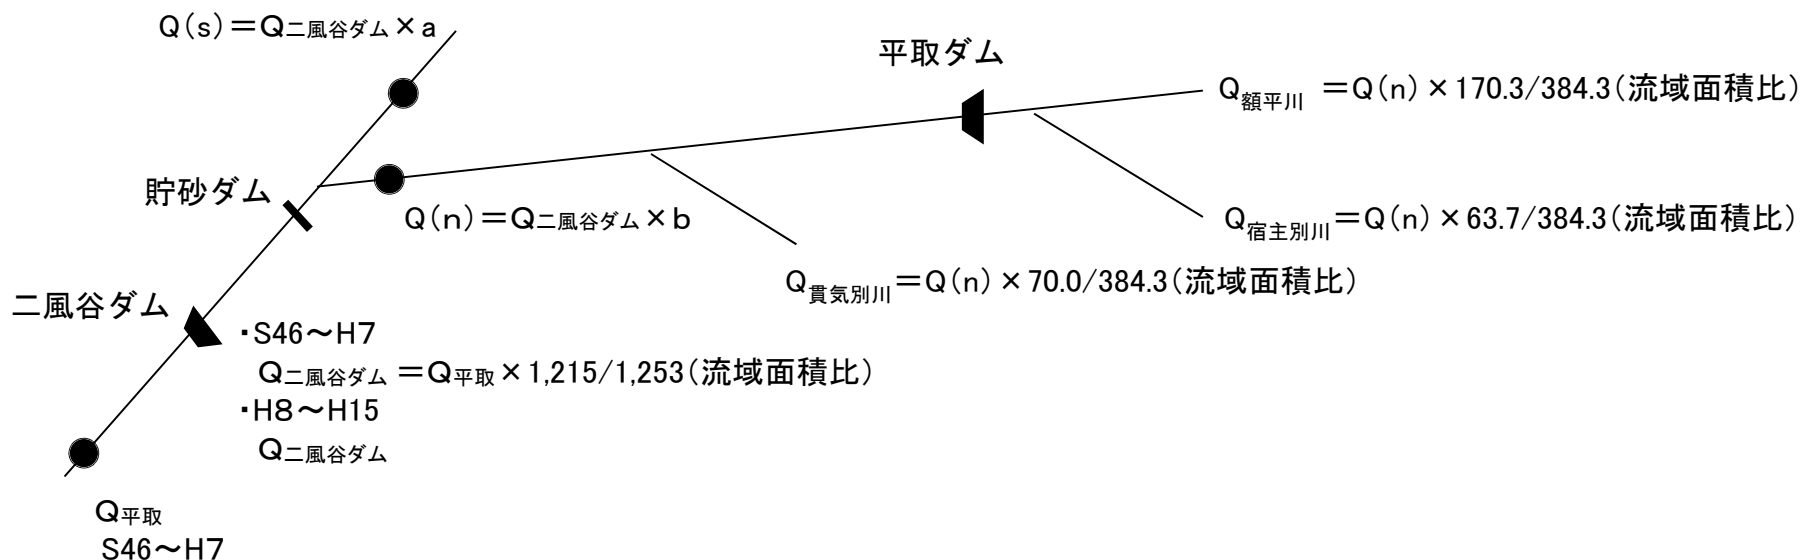 Q(s)=Q二風谷ダム×a
平取ダム
Q額平川 =Q(n)×170.3/384.3(流域面積比)
貯砂ダム
Q(n)=Q二風谷ダム×b
Q宿主別川=Q(n)×63.7/384.3(流域面積比)
Q貫気別川=Q(n)×70.0/384.3(流域面積比)
二風谷ダム
・S46～H7
Q二風谷ダム=Q平取×1,215/1,253(流域面積比)
・H8～H15
Q二風谷ダム
Q平取
S46～H7